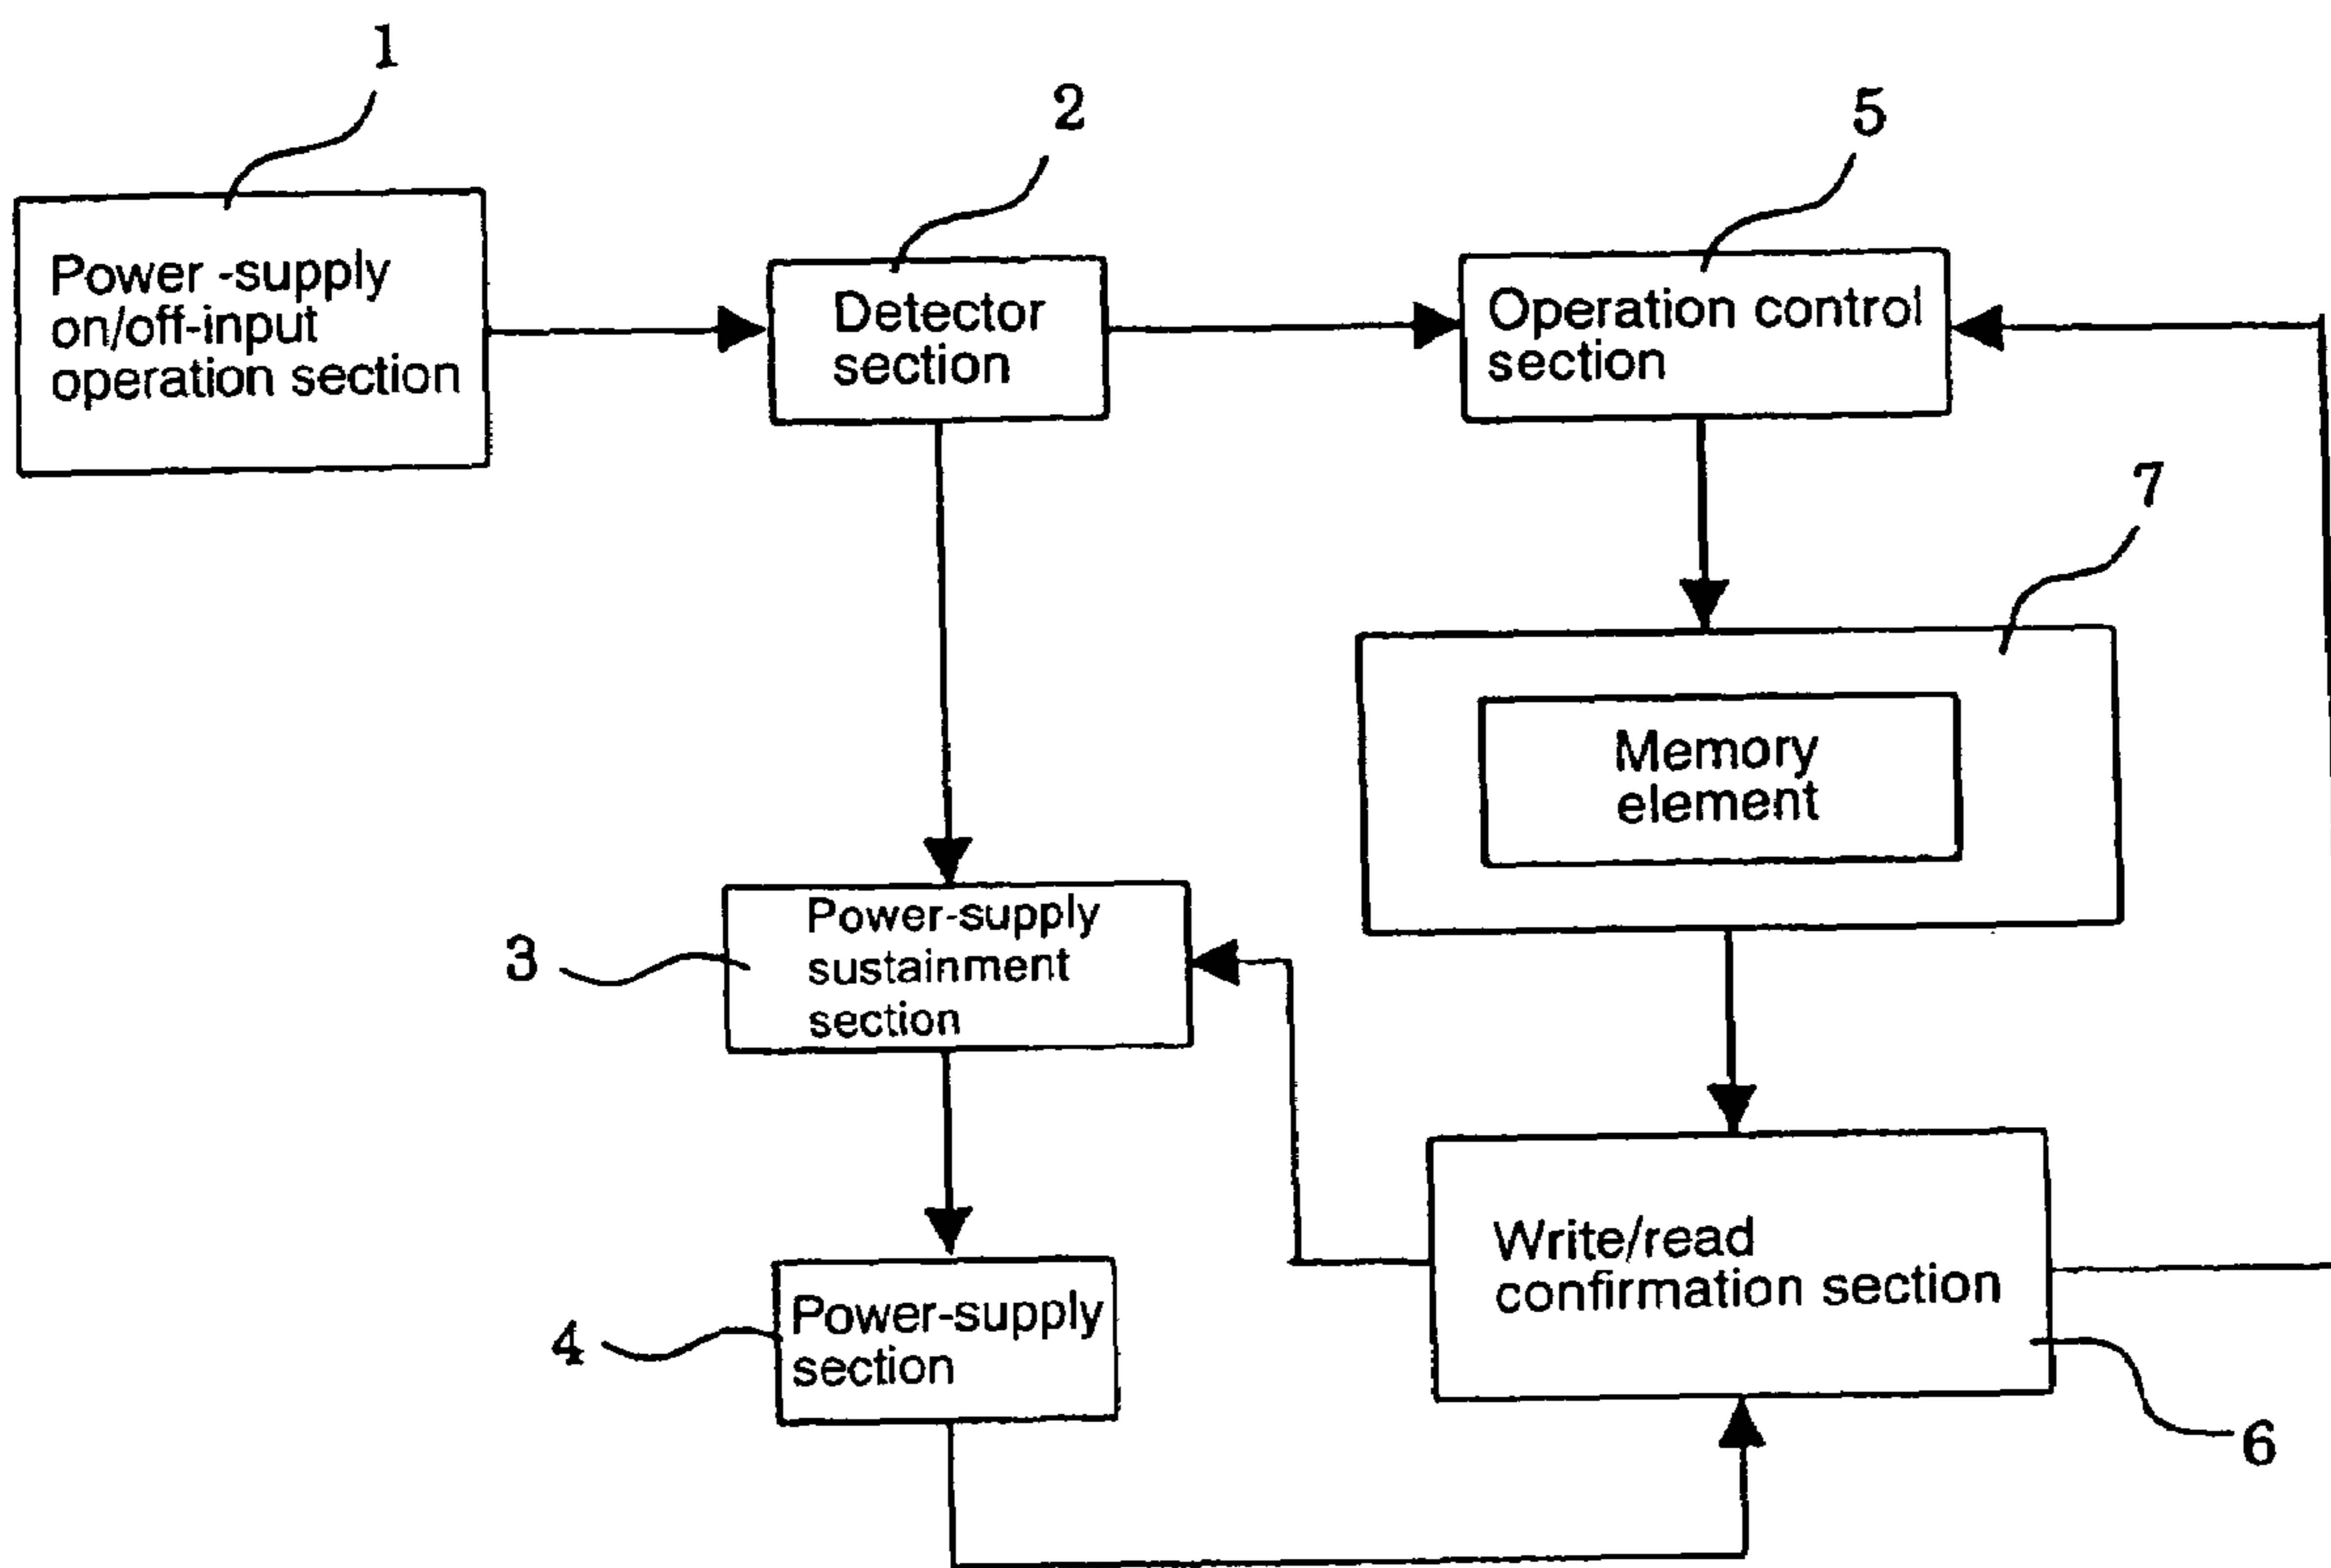 1
2
5
Power -supply
on/off-input
operation section
Detector
section
Operation control
section
7
Memory
element
3
Power-supply
sustainment
section
Write/read
confirmation section
4
Power-supply
section
6